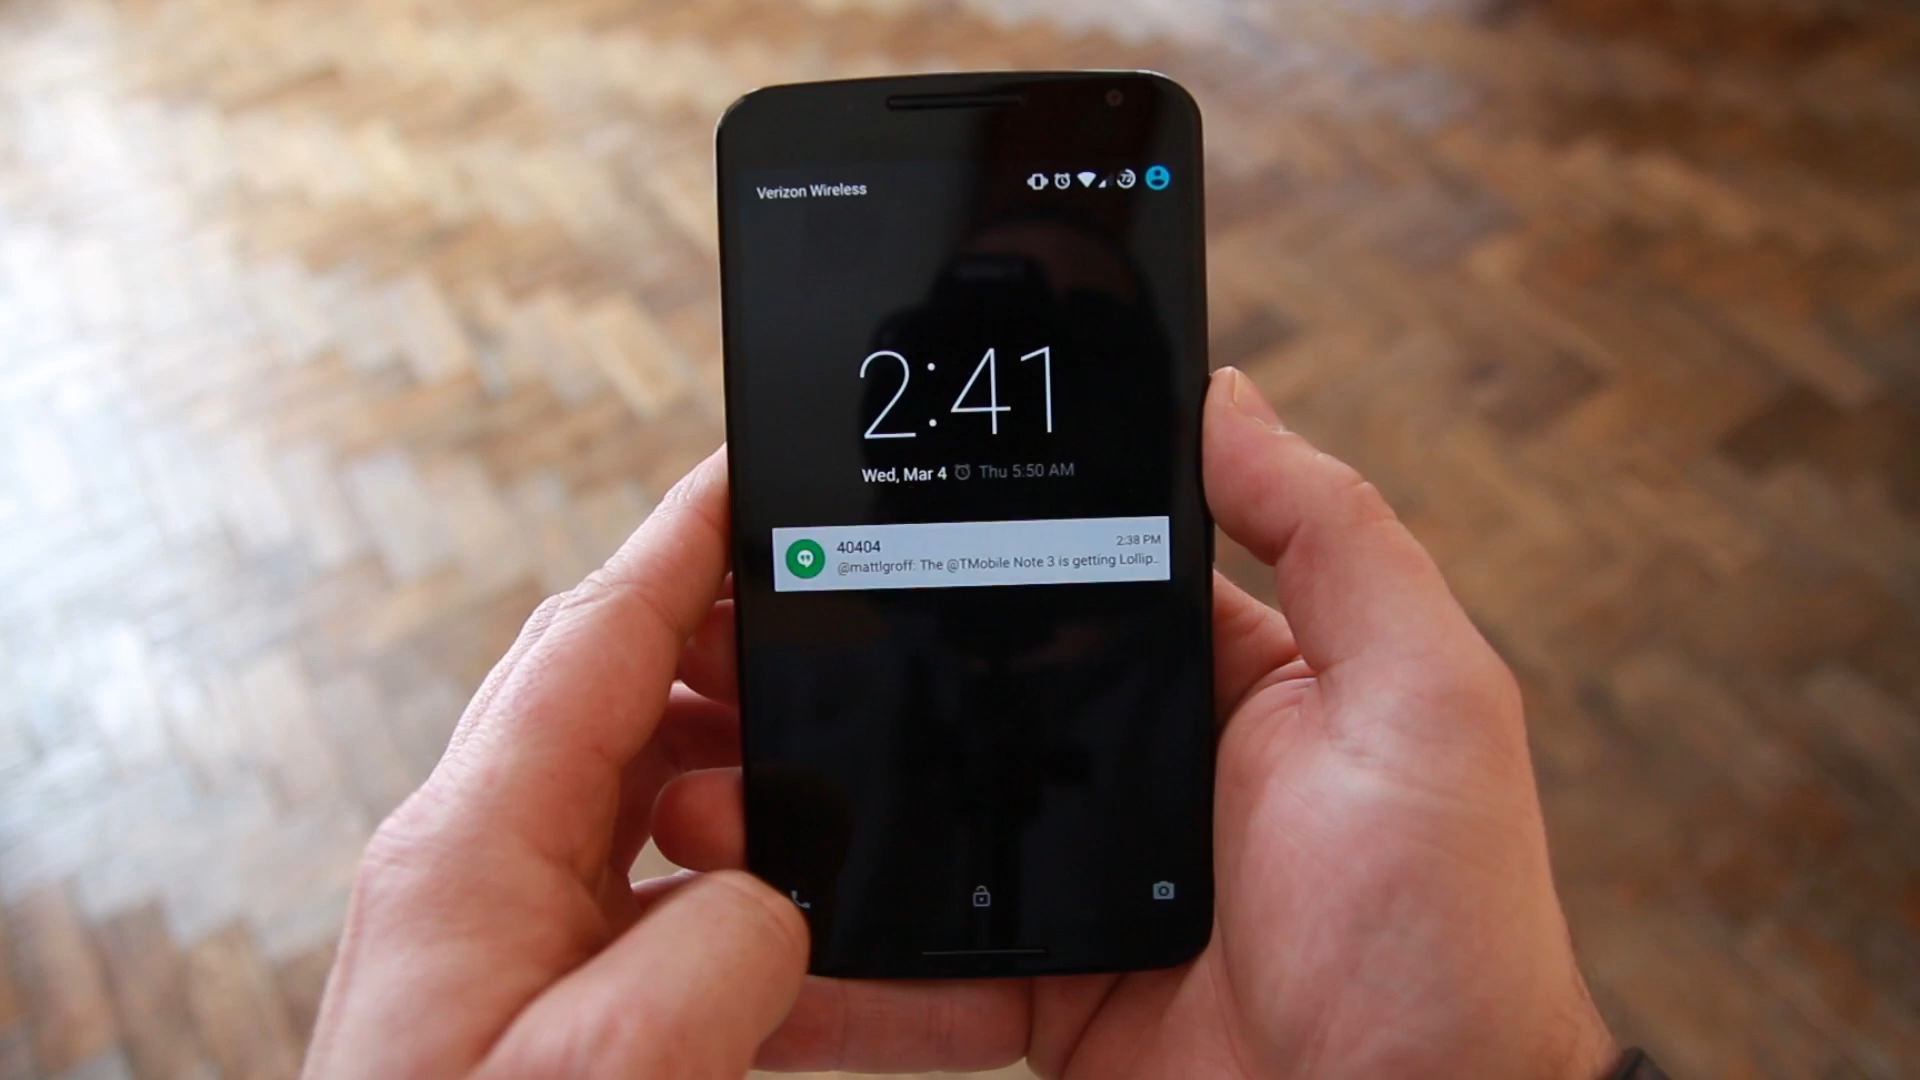 Verizon Wireless
72
2:41
Wed, Mar 4 Thu 5:50 AM
40404 2:38 PM
@mattlgroff: The @TMobile Note 3 is getting Lollip..